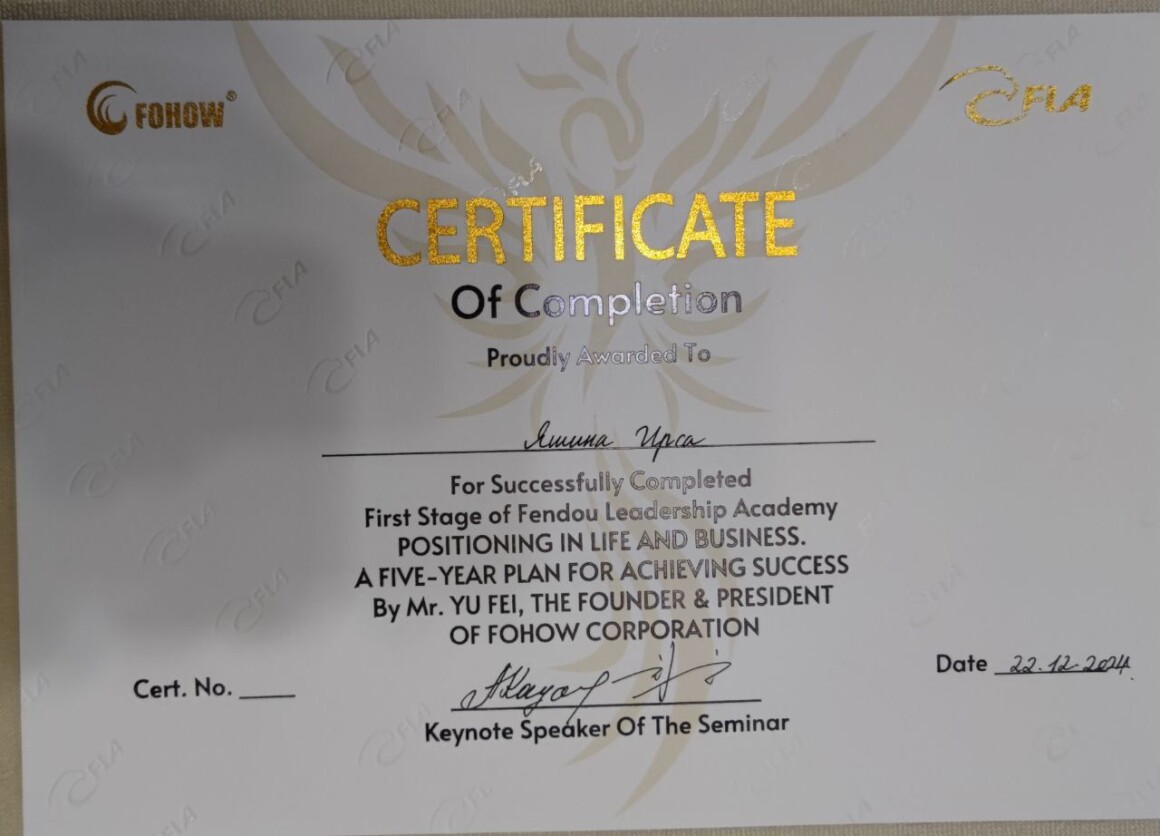 FOHOW®
FLA
CERTIFICATE
Of Completion
Proudly Awarded To
Яшина Ирса
For Successfully Completed
First Stage of Fendou Leadership Academy
POSITIONING IN LIFE AND BUSINESS.
A FIVE-YEAR PLAN FOR ACHIEVING SUCCESS
By Mr. YU FEI, THE FOUNDER & PRESIDENT
OF FOHOW CORPORATION
Cert. No.
Date 22.12.2024.
Keynote Speaker Of The Seminar